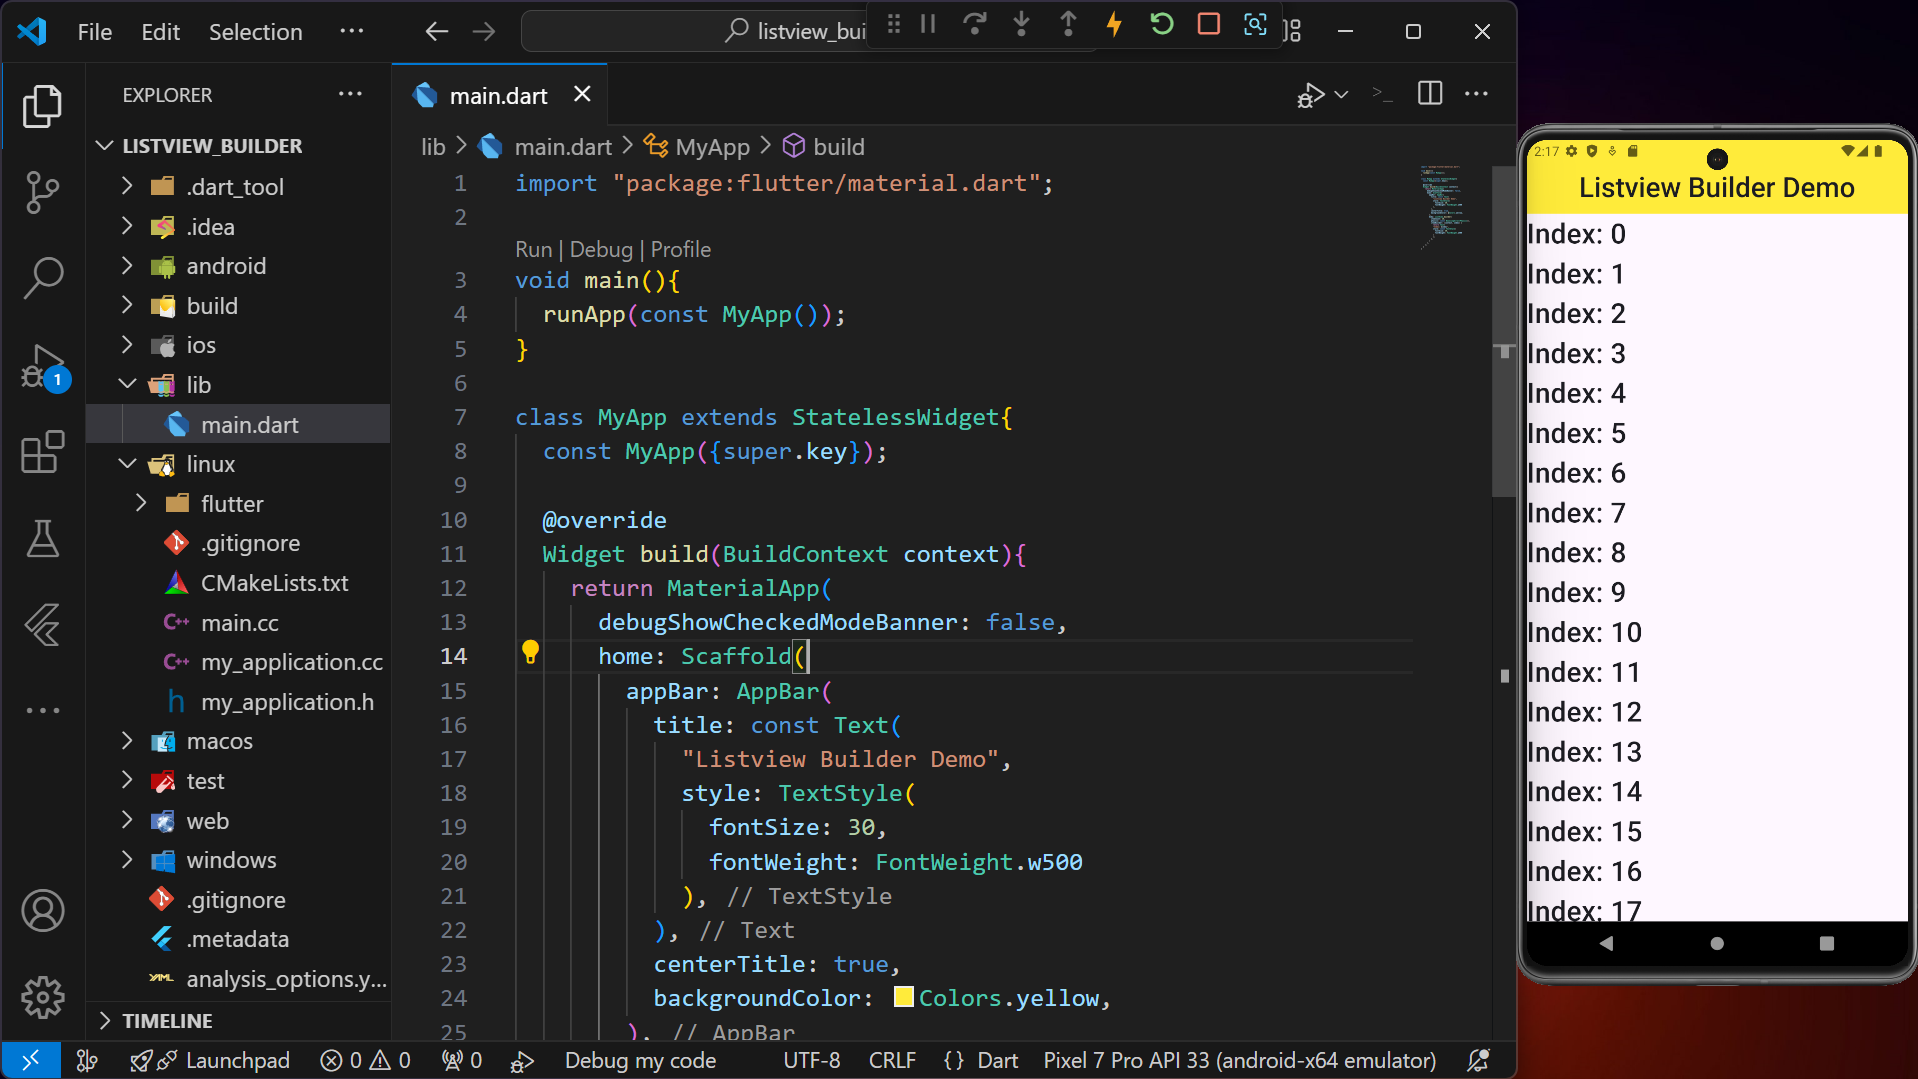 File Edit Selection ···
listview_bui
EXPLORER
LISTVIEW_BUILDER
.dart_tool
.idea
android
build
ios
lib
main.dart
linux
flutter
.gitignore
CMakeLists.txt
C++ main.cc
C++ my_application.cc
h my_application.h
macos
test
web
windows
.gitignore
.metadata
YAML analysis_options.y...
TIMELINE
1
main.dart
lib > main.dart > MyApp > build
1 import "package:flutter/material.dart";
2
Run | Debug | Profile
3 void main(){
4 runApp(const MyApp());
5 }
6
7 class MyApp extends StatelessWidget{
8 const MyApp({super.key});
9
10 @override
11 Widget build(BuildContext context){
12 return MaterialApp(
13 debugShowCheckedModeBanner: false,
14 home: Scaffold(
15 appBar: AppBar(
16 title: const Text(
17 "Listview Builder Demo",
18 style: TextStyle(
19 fontSize: 30,
20 fontWeight: FontWeight.w500
21 ), // TextStyle
22 ), // Text
23 centerTitle: true,
24 backgroundColor: Colors.yellow,
25 ), // AppBar
Launchpad 0 0 0 Debug my code UTF-8 CRLF {} Dart Pixel 7 Pro API 33 (android-x64 emulator)
2:17
Listview Builder Demo
Index: 0
Index: 1
Index: 2
Index: 3
Index: 4
Index: 5
Index: 6
Index: 7
Index: 8
Index: 9
Index: 10
Index: 11
Index: 12
Index: 13
Index: 14
Index: 15
Index: 16
Index: 17